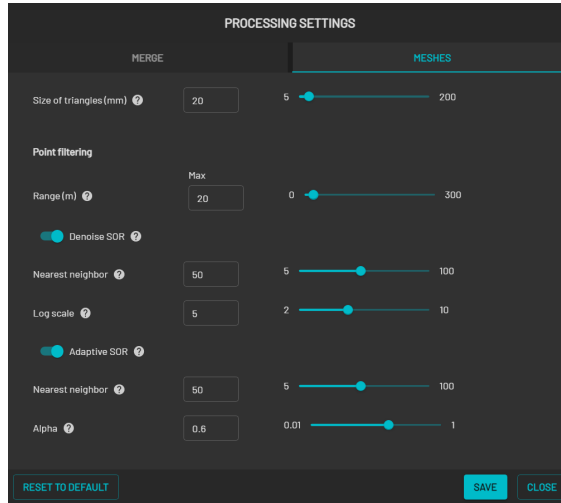 PROCESSING SETTINGS
MERGE MESHES
Size of triangles (mm) ? 20 5 200
Point filtering
Max
Range (m) ? 20 0 300
Denoise SOR ?
Nearest neighbor ? 50 5 100
Log scale ? 5 2 10
Adaptive SOR ?
Nearest neighbor ? 50 5 100
Alpha ? 0.6 0.01 1
RESET TO DEFAULT SAVE CLOSE